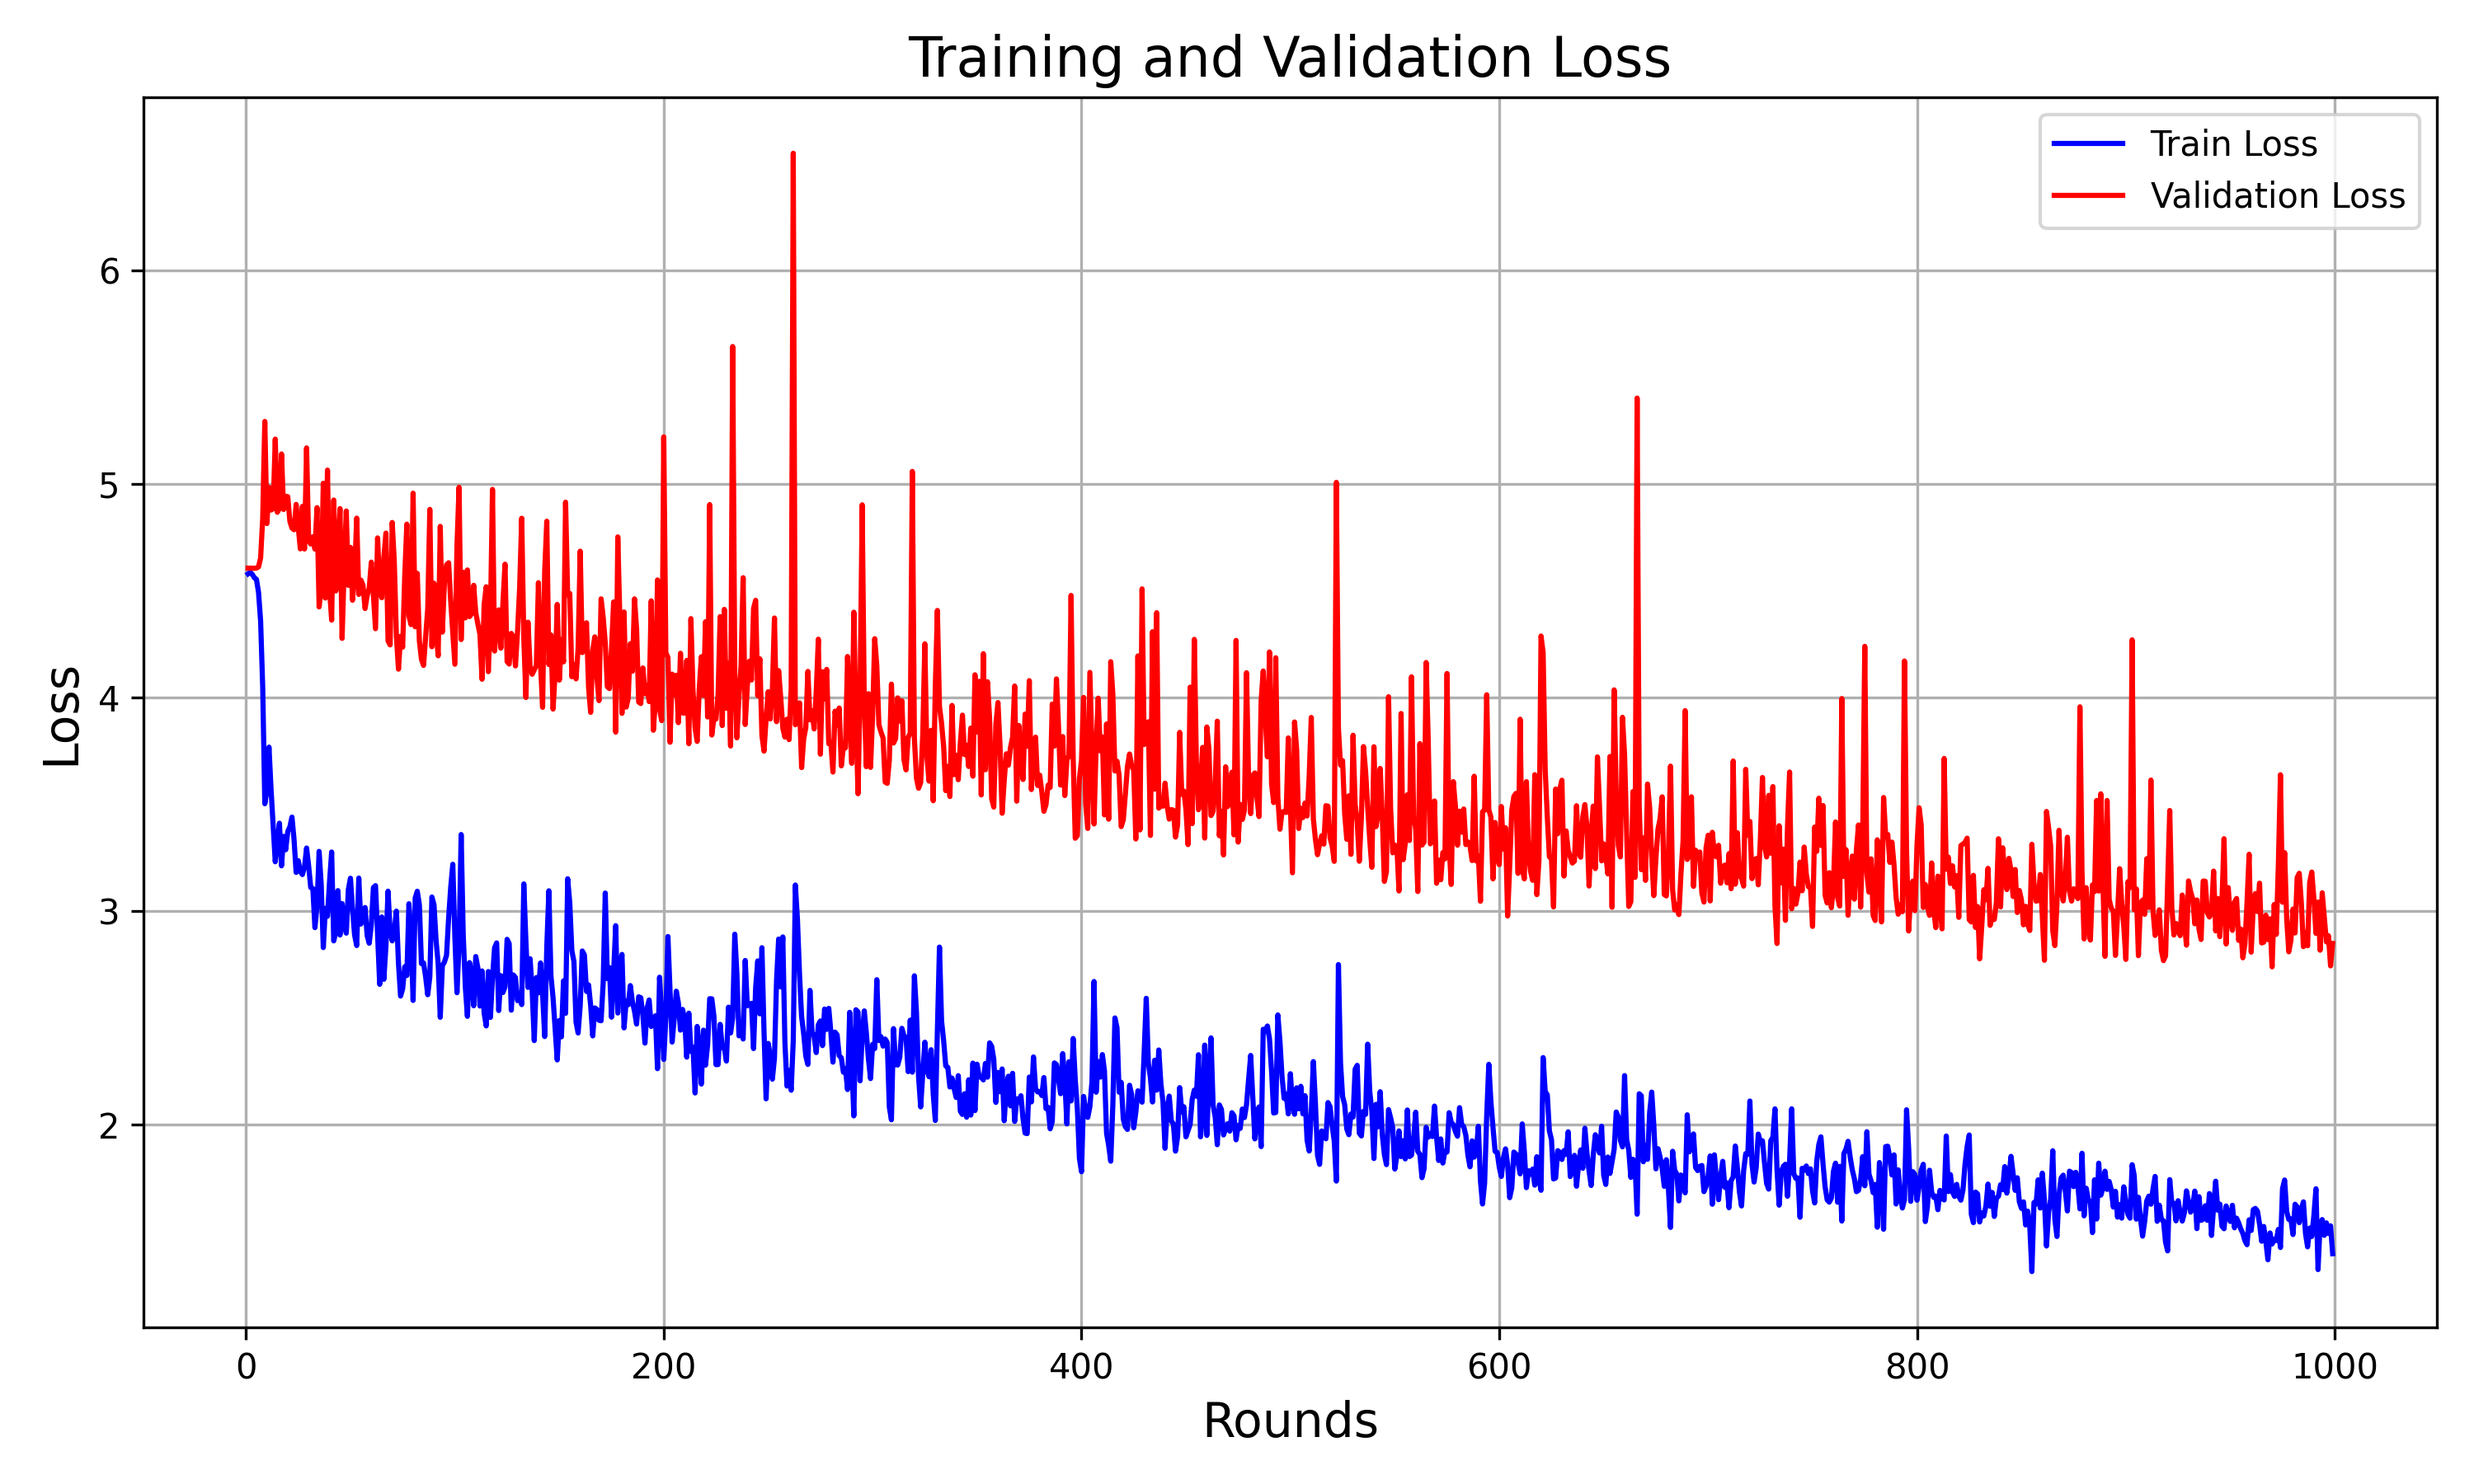 Training and Validation Loss
Train Loss
Validation Loss
6
5
4
3
2
Loss
0 200 400 600 800 1000
Rounds